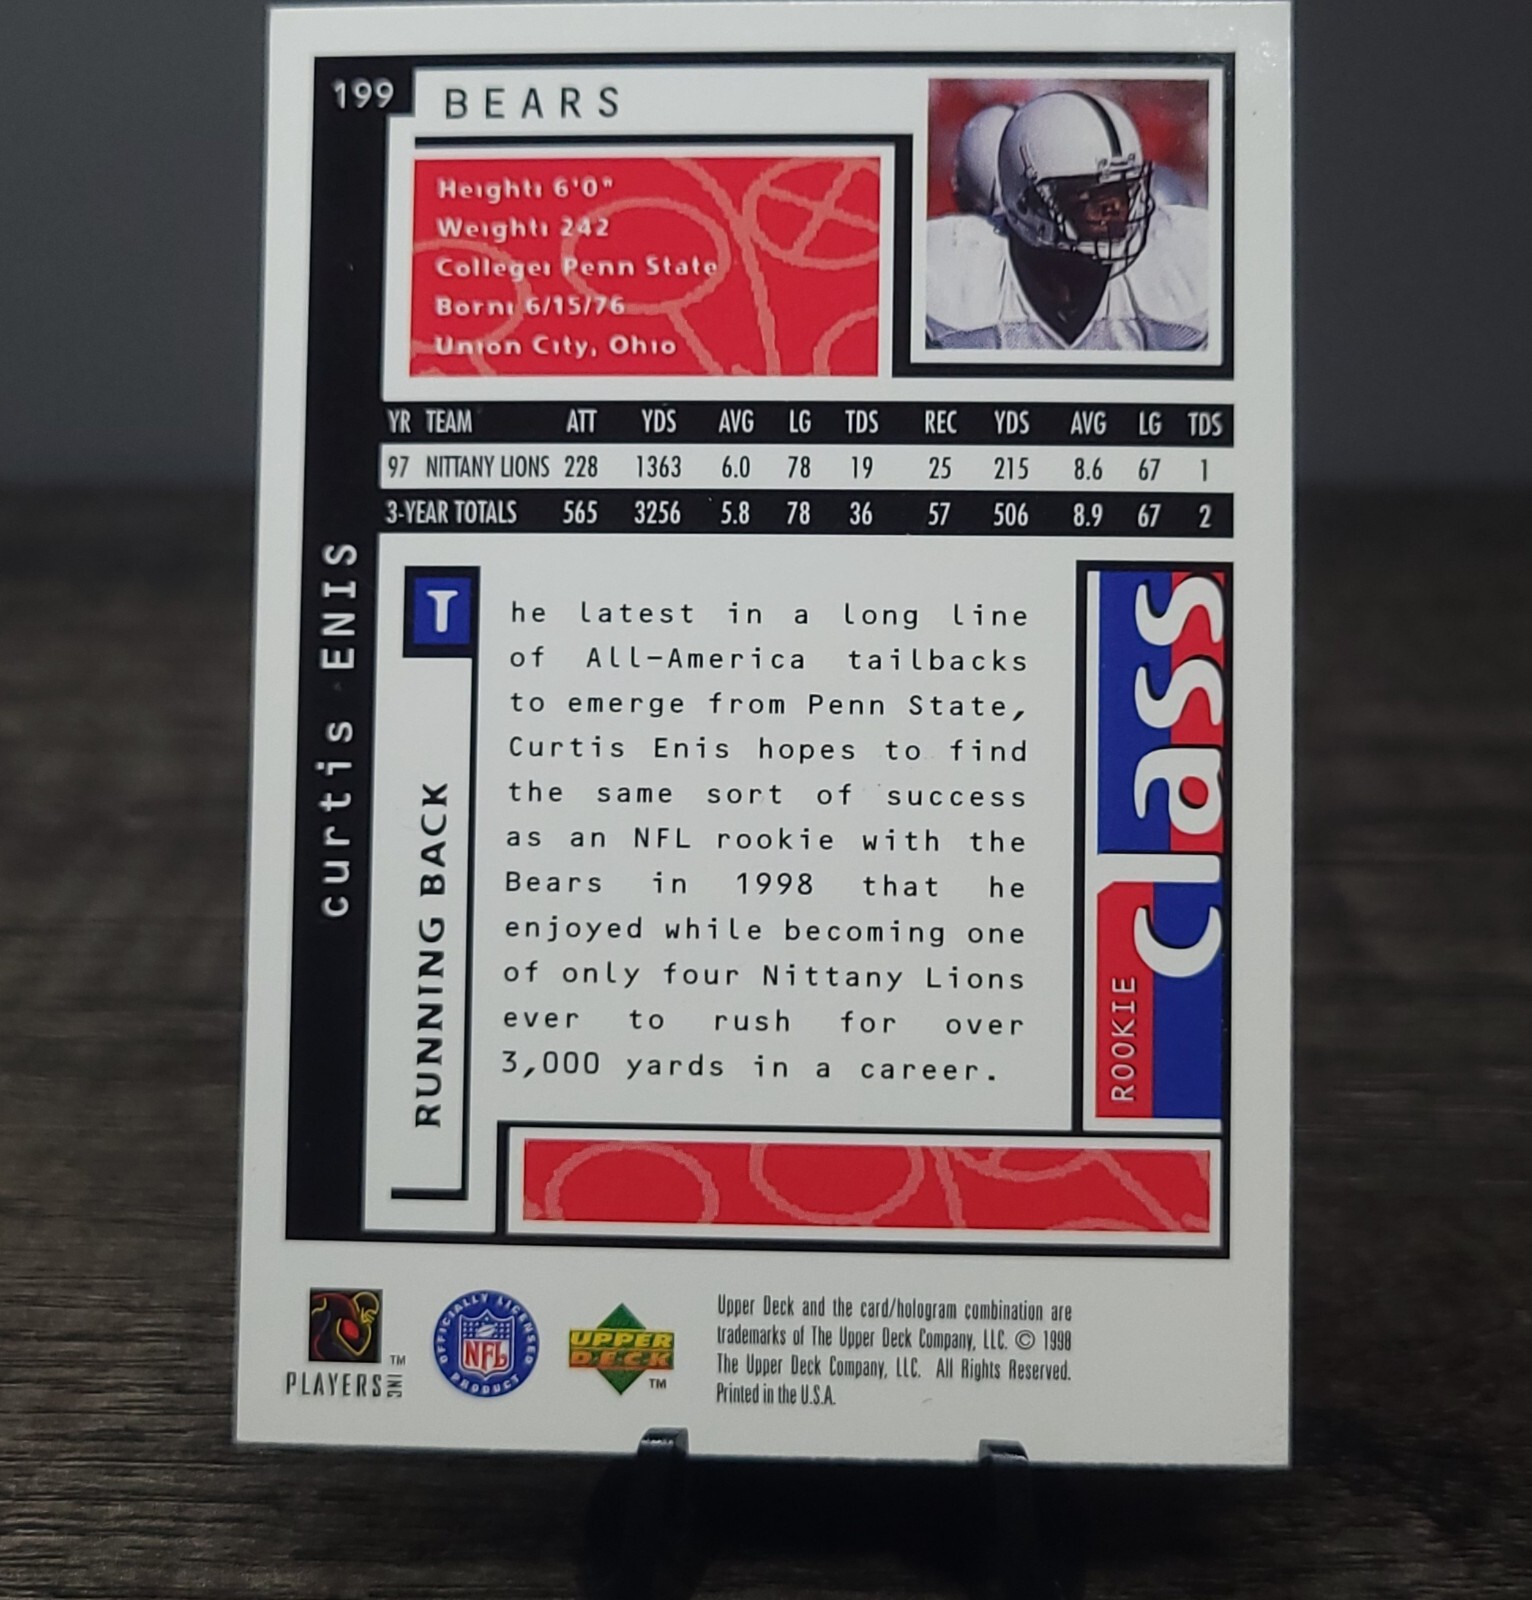 199
BEARS
Height: 6'0"
Weight: 242
College: Penn State
Born: 6/15/76
Union City, Ohio
YR TEAM ATT YDS AVG LG TDS REC YDS AVG LG TDS
97 NITTANY LIONS 228 1363 6.0 78 19 25 215 8.6 67 1
3-YEAR TOTALS 565 3256 5.8 78 36 57 506 8.9 67 2
curtis ENIS
RUNNING BACK
The latest in a long line
of All-America tailbacks
to emerge from Penn State,
Curtis Enis hopes to find
the same sort of success
as an NFL rookie with the
Bears in 1998 that he
enjoyed while becoming one
of only four Nittany Lions
ever to rush for over
3,000 yards in a career.
ROOKIE
Class
PLAYERS INC ™
OFFICIALLY LICENSED
NFL
PRODUCT
UPPER
DECK
™
Upper Deck and the card/hologram combination are
trademarks of The Upper Deck Company, LLC. © 1998
The Upper Deck Company, LLC. All Rights Reserved.
Printed in the U.S.A.